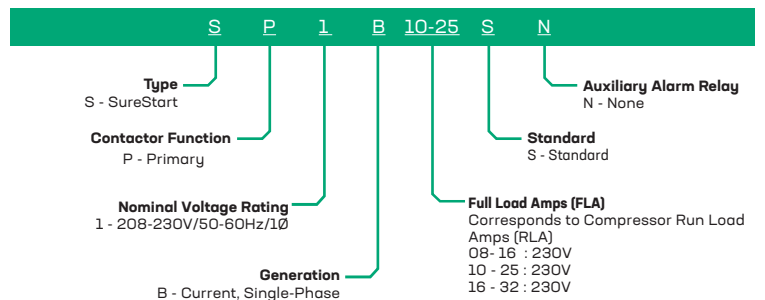 S P 1 B 10-25 S N
Type
S - SureStart
Contactor Function
P - Primary
Nominal Voltage Rating
1 - 208-230V/50-60Hz/1Ø
Generation
B - Current, Single-Phase
Auxiliary Alarm Relay
N - None
Standard
S - Standard
Full Load Amps (FLA)
Corresponds to Compressor Run Load
Amps (RLA)
08- 16 : 230V
10 - 25 : 230V
16 - 32 : 230V